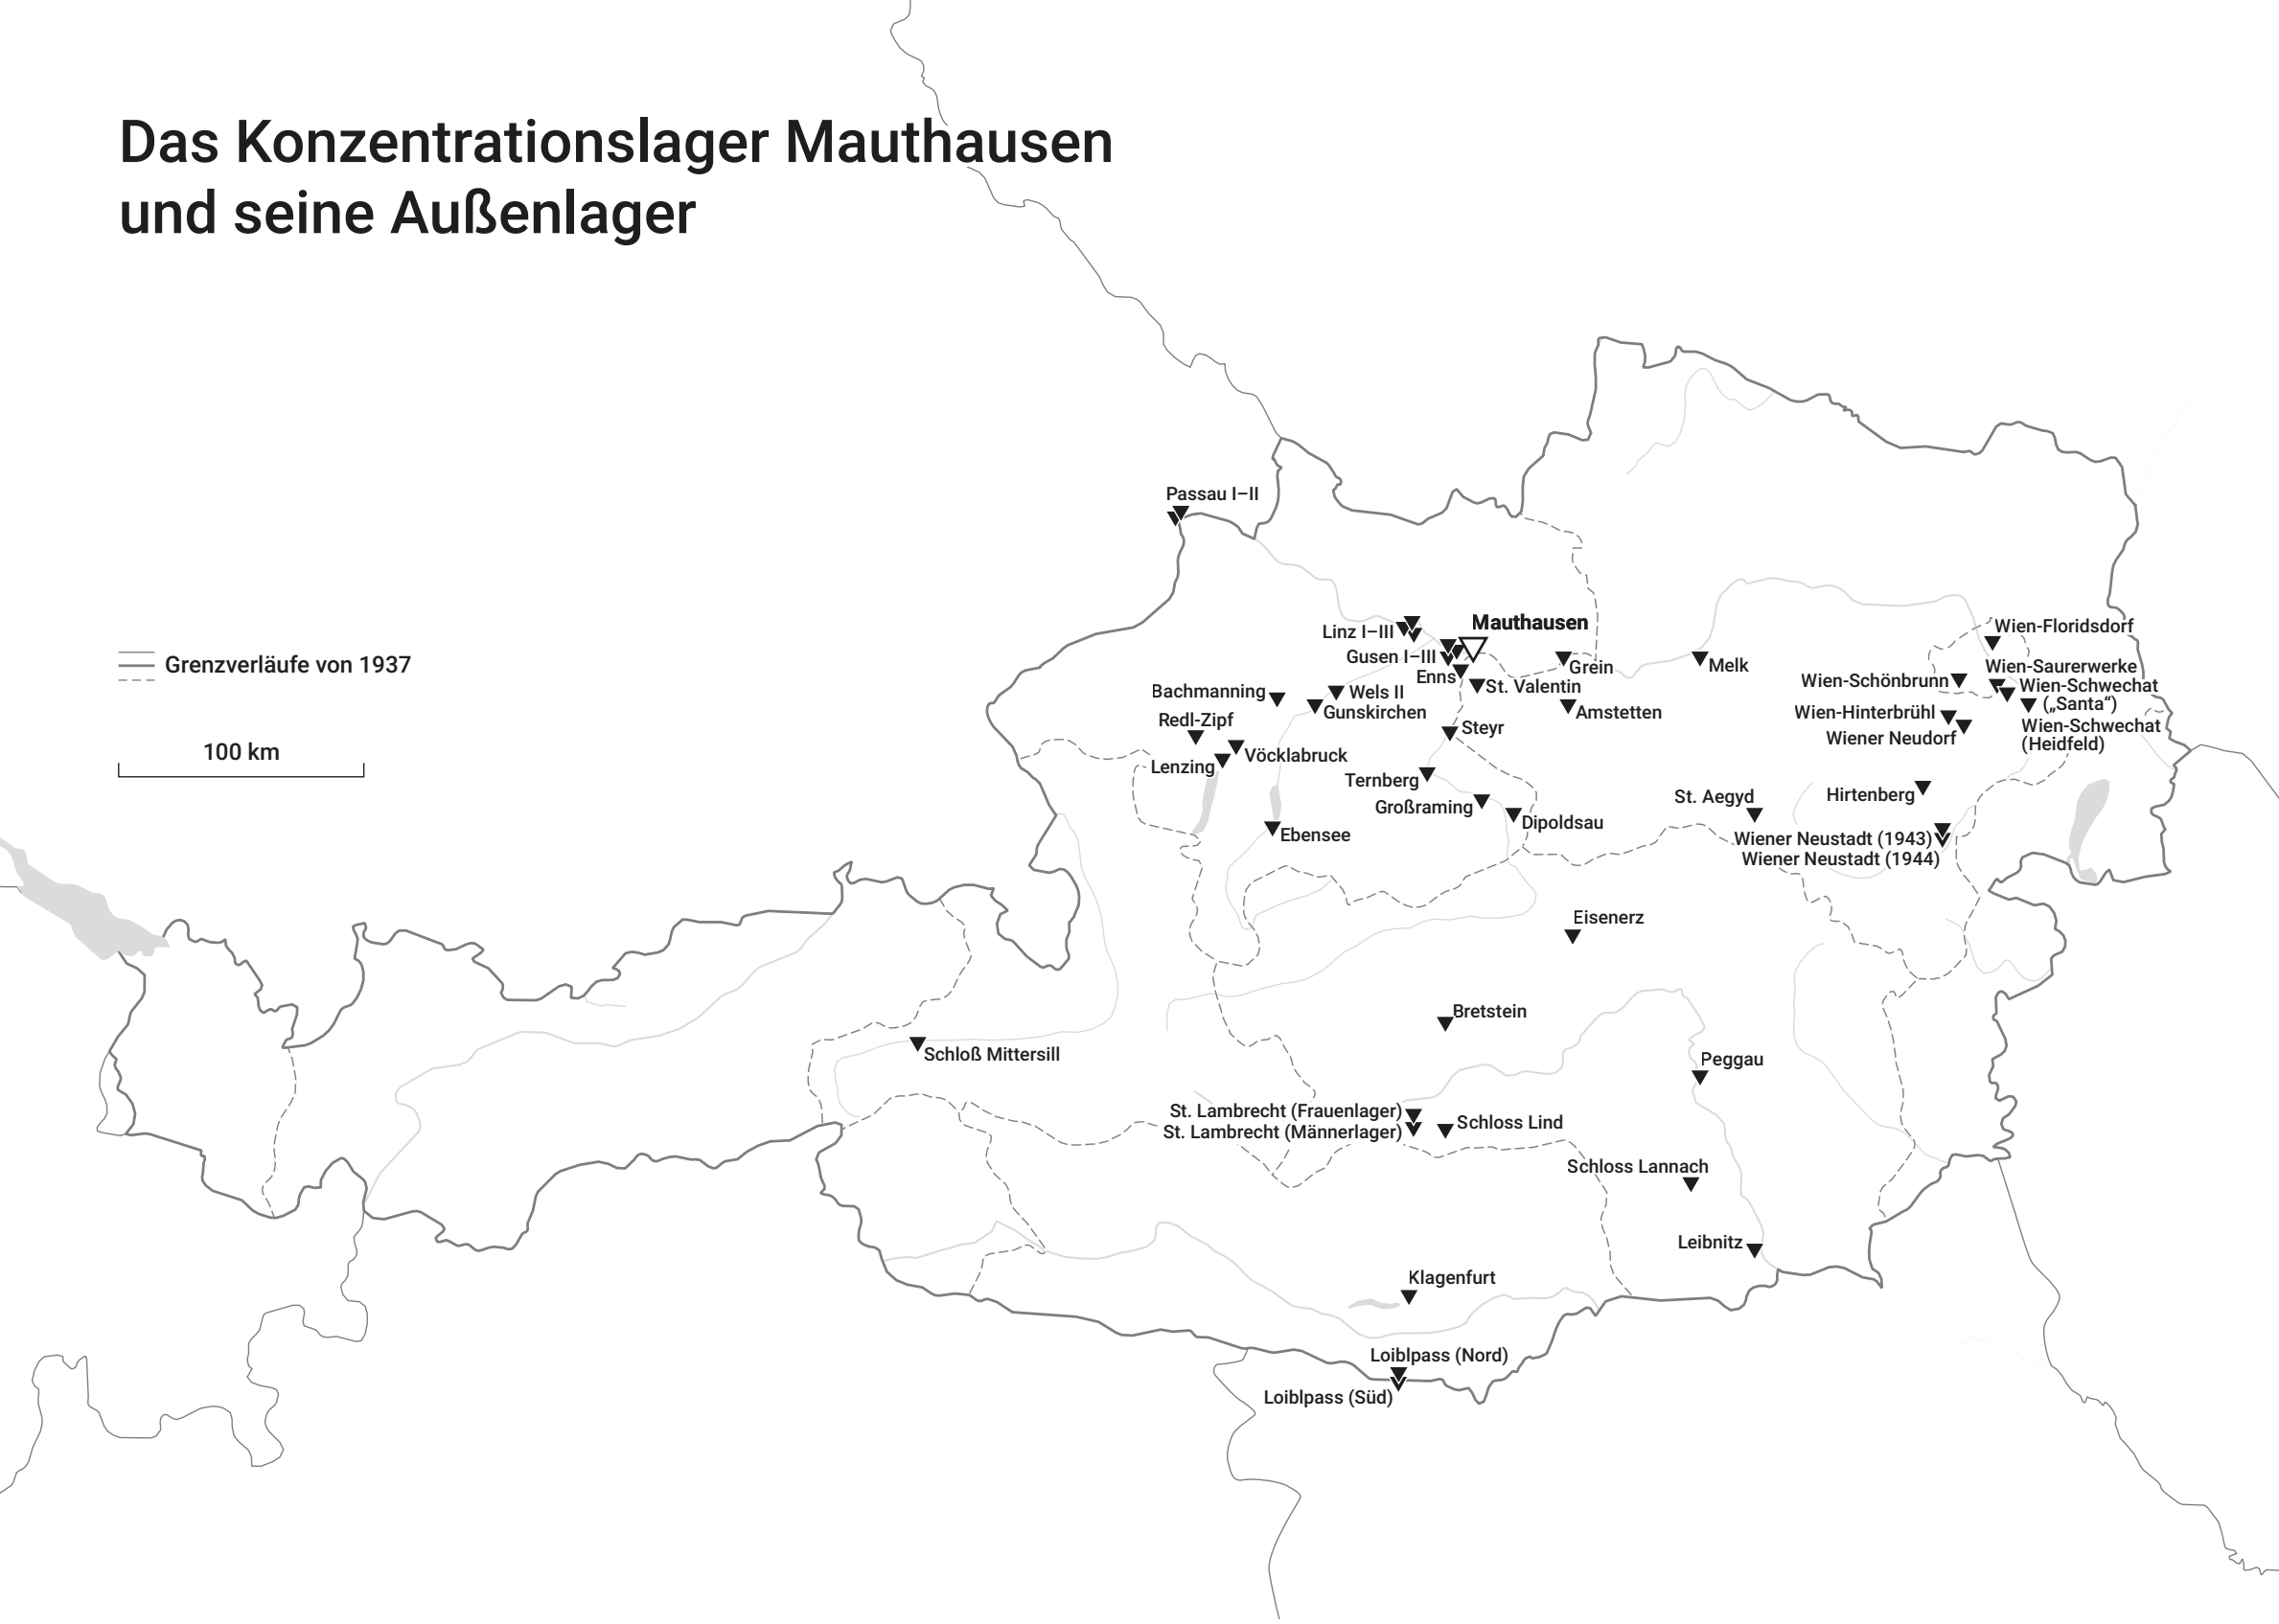 Das Konzentrationslager Mauthausen
und seine Außenlager
Grenzverläufe von 1937
100 km
Passau I–II
Linz I–III
Mauthausen
Gusen I–III
Enns
St. Valentin
Grein
Amstetten
Melk
Bachmanning
Wels II
Gunskirchen
Redl-Zipf
Vöcklabruck
Lenzing
Steyr
Ternberg
Großraming
Dipoldsau
Ebensee
Wien-Floridsdorf
Wien-Saurerwerke
Wien-Schönbrunn
Wien-Schwechat
(„Santa“)
Wien-Hinterbrühl
Wien-Schwechat
(Heidfeld)
Wiener Neudorf
Hirtenberg
St. Aegyd
Wiener Neustadt (1943)
Wiener Neustadt (1944)
Eisenerz
Bretstein
Peggau
Schloß Mittersill
St. Lambrecht (Frauenlager)
St. Lambrecht (Männerlager)
Schloss Lind
Schloss Lannach
Leibnitz
Klagenfurt
Loiblpass (Nord)
Loiblpass (Süd)